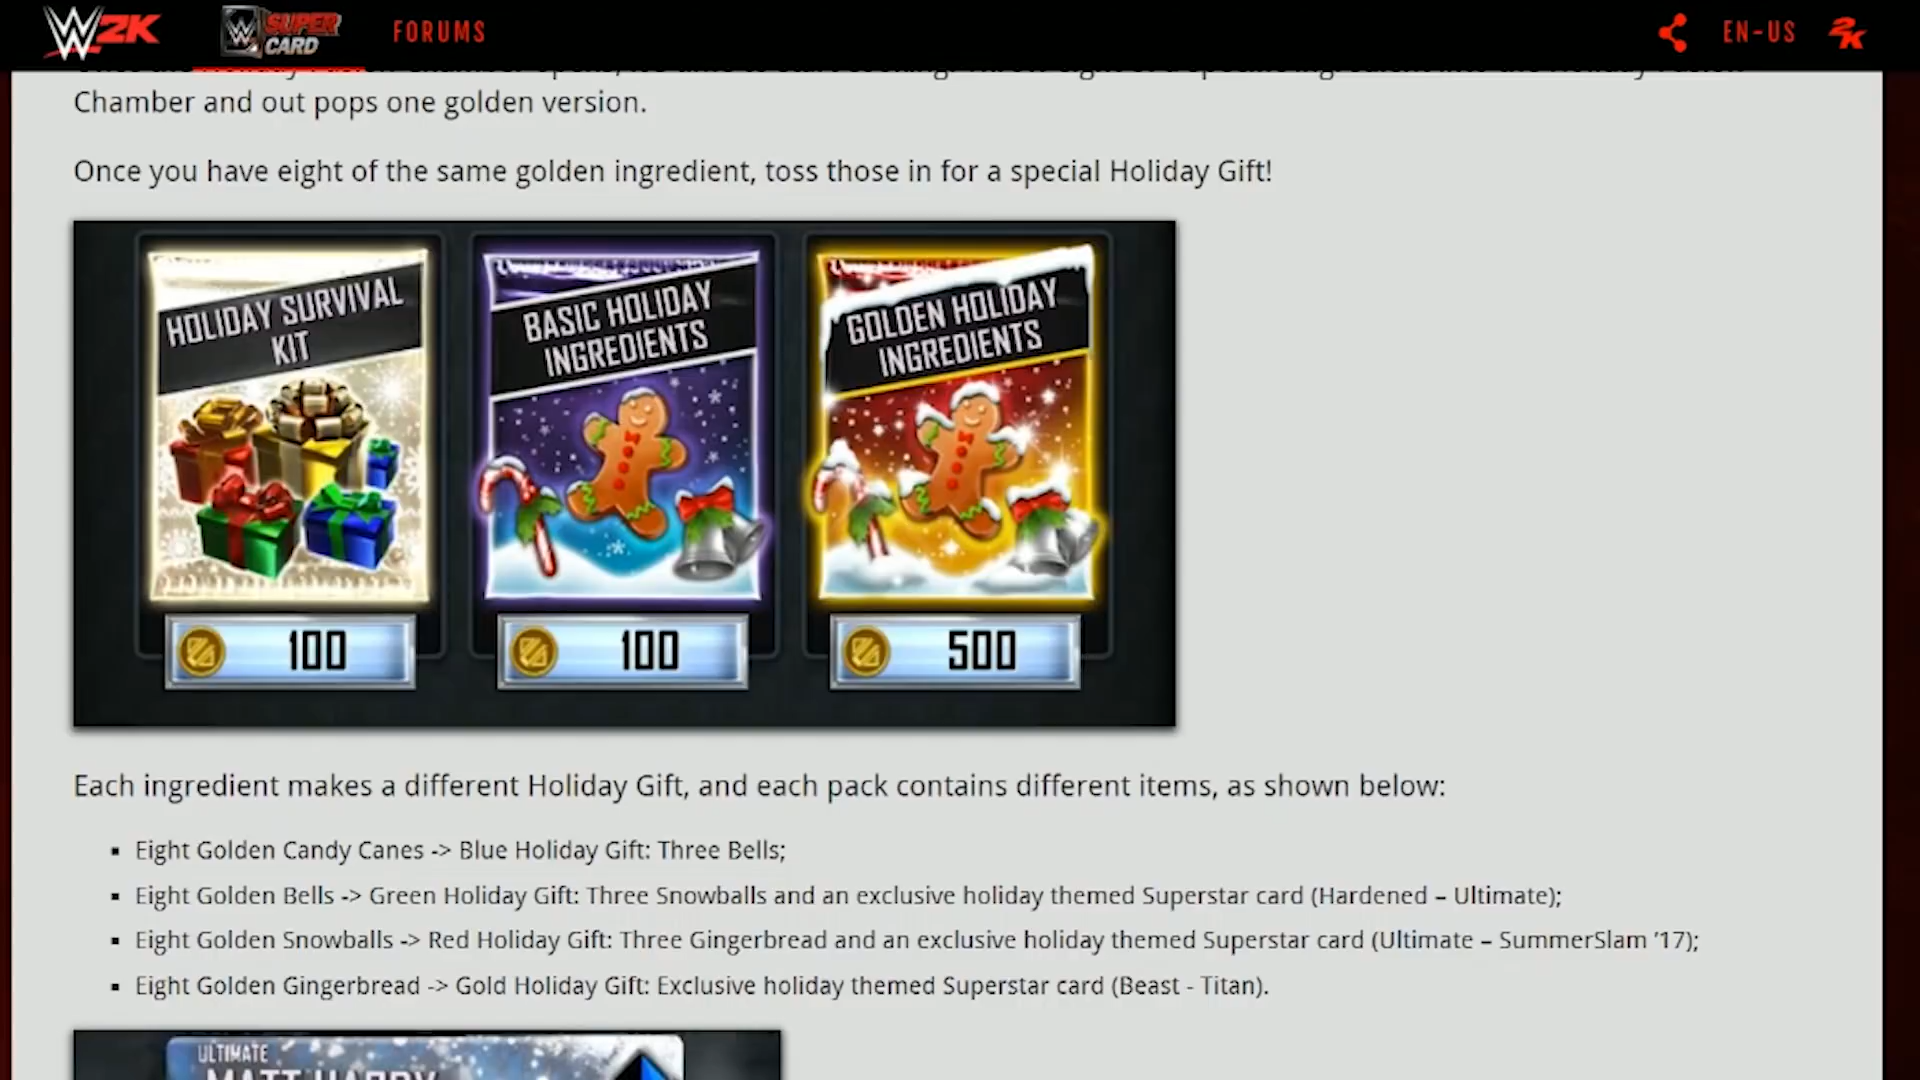 W2K
W SUPER CARD
FORUMS
EN-US
2K
Chamber and out pops one golden version.
Once you have eight of the same golden ingredient, toss those in for a special Holiday Gift!
HOLIDAY SURVIVAL
KIT
BASIC HOLIDAY
INGREDIENTS
GOLDEN HOLIDAY
INGREDIENTS
100
100
500
Each ingredient makes a different Holiday Gift, and each pack contains different items, as shown below:
▪ Eight Golden Candy Canes -> Blue Holiday Gift: Three Bells;
▪ Eight Golden Bells -> Green Holiday Gift: Three Snowballs and an exclusive holiday themed Superstar card (Hardened – Ultimate);
▪ Eight Golden Snowballs -> Red Holiday Gift: Three Gingerbread and an exclusive holiday themed Superstar card (Ultimate – SummerSlam '17);
▪ Eight Golden Gingerbread -> Gold Holiday Gift: Exclusive holiday themed Superstar card (Beast - Titan).
ULTIMATE
MATT HARDY